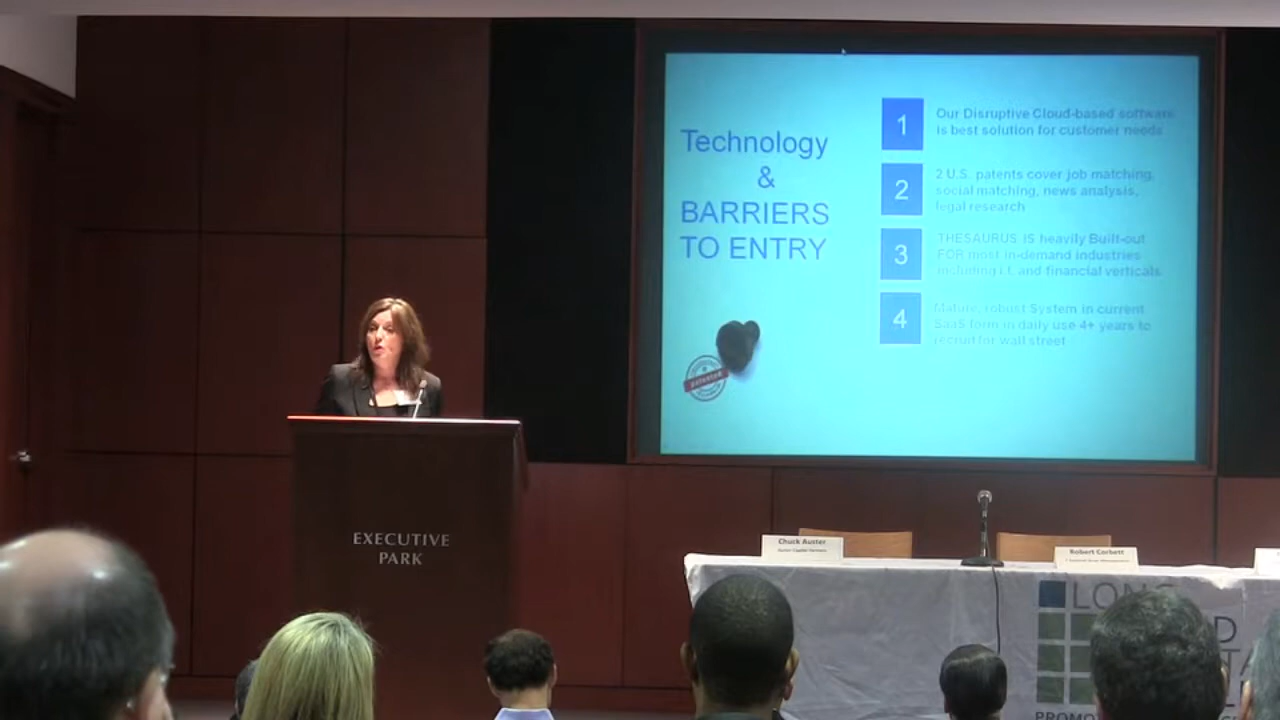 Technology
&
BARRIERS
TO ENTRY
1
Our Disruptive Cloud-based software
is best solution for customer needs
2
2 U.S. patents cover job matching,
social matching, news analysis,
legal research
3
THESAURUS iS heavily Built-out
FOR most in-demand industries
including i.t. and financial verticals
4
Mature, robust System in current
SaaS form in daily use 4+ years to
recruit for wall street
patented
EXECUTIVE
PARK
Chuck Auster
Robert Corbett
LON
D